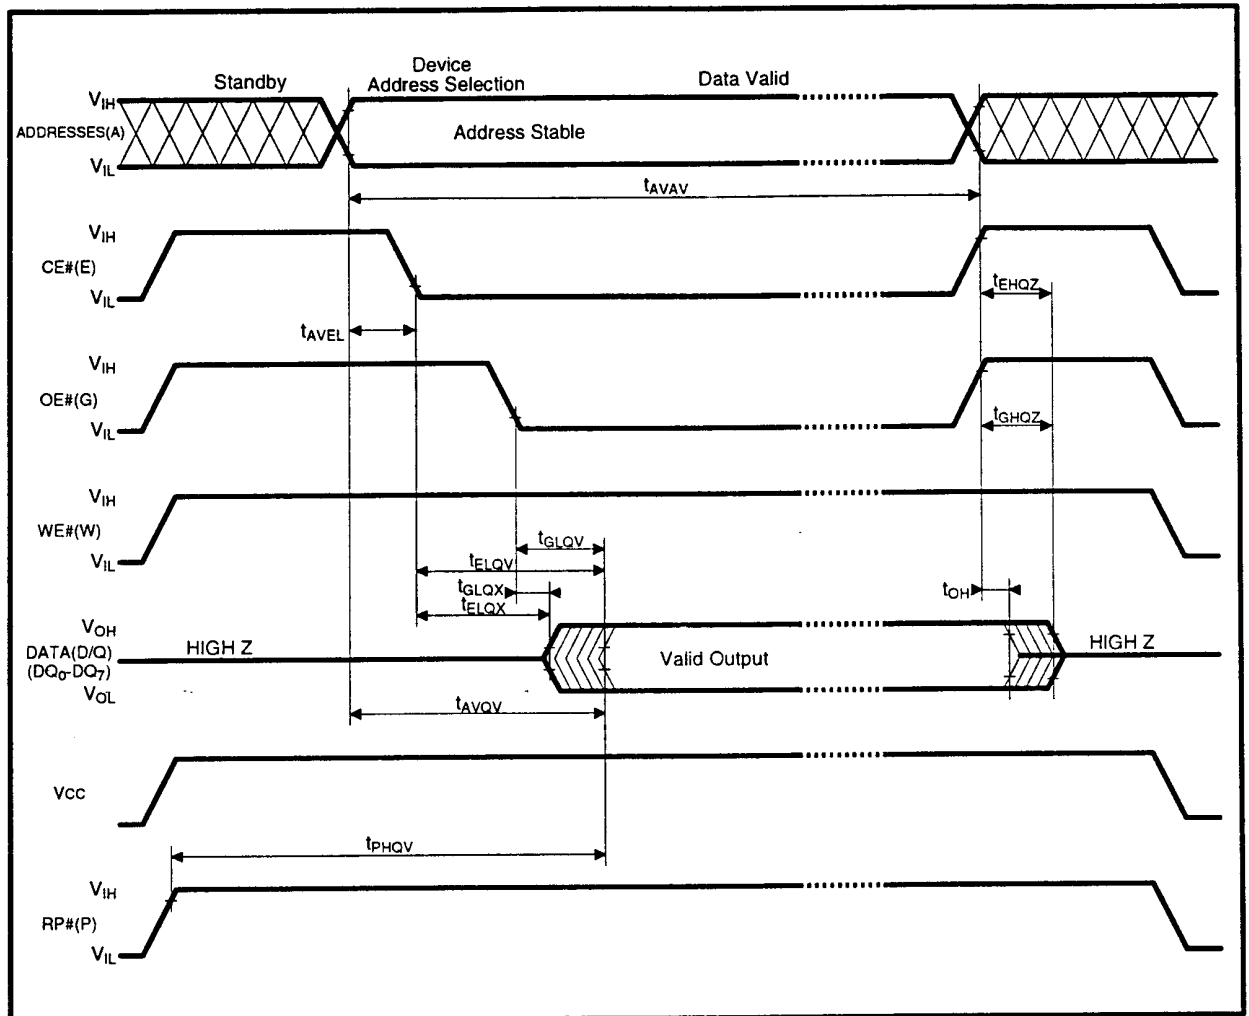 Standby
Device
Address Selection
Data Valid
VIH
ADDRESSES(A)
VIL
Address Stable
tAVAV
VIH
CE#(E)
VIL
tEHQZ
tAVEL
VIH
OE#(G)
VIL
tGHQZ
VIH
WE#(W)
VIL
tGLQV
tELQV
tGLQX
tELQX
tOH
VOH
DATA(D/Q)
(DQ0-DQ7)
VOL
HIGH Z
Valid Output
HIGH Z
tAVQV
VCC
tPHQV
VIH
RP#(P)
VIL